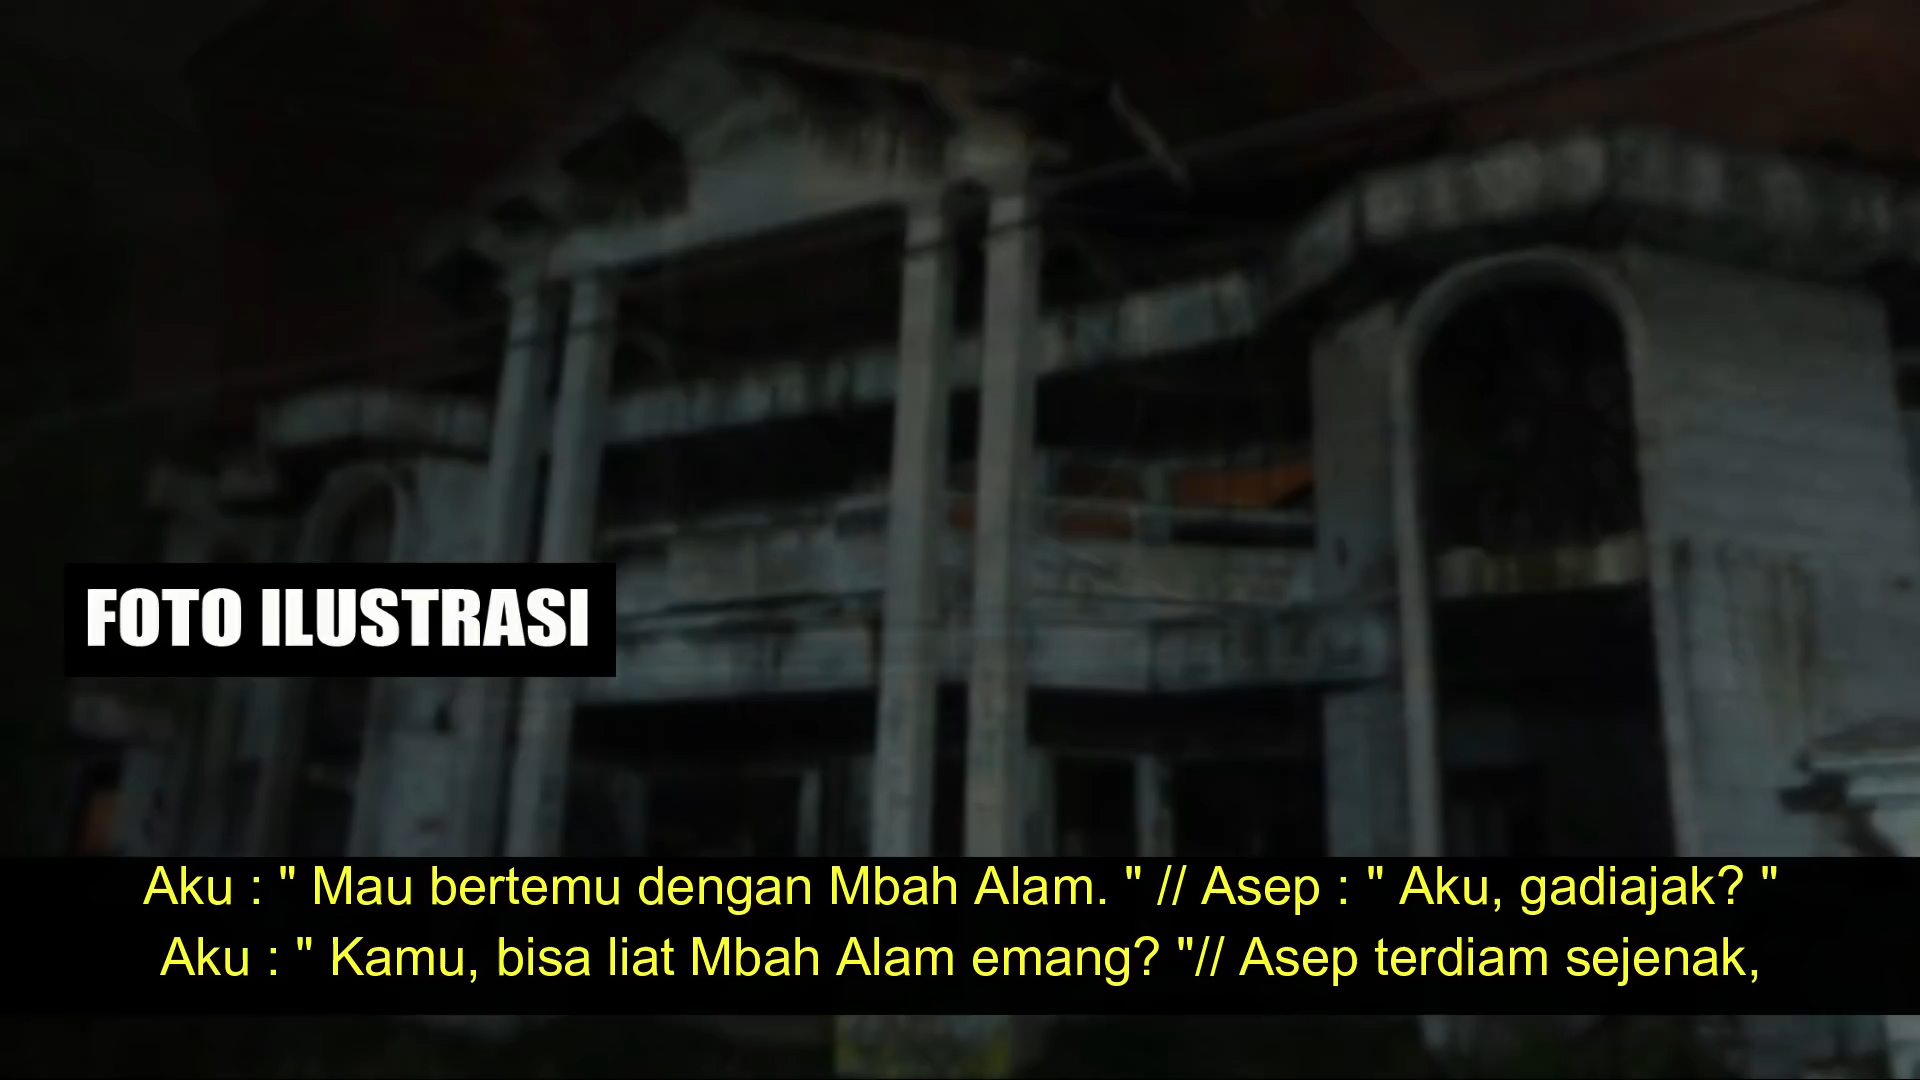 FOTO ILUSTRASI
Aku : " Mau bertemu dengan Mbah Alam. " // Asep : " Aku, gadiajak? "
Aku : " Kamu, bisa liat Mbah Alam emang? "// Asep terdiam sejenak,